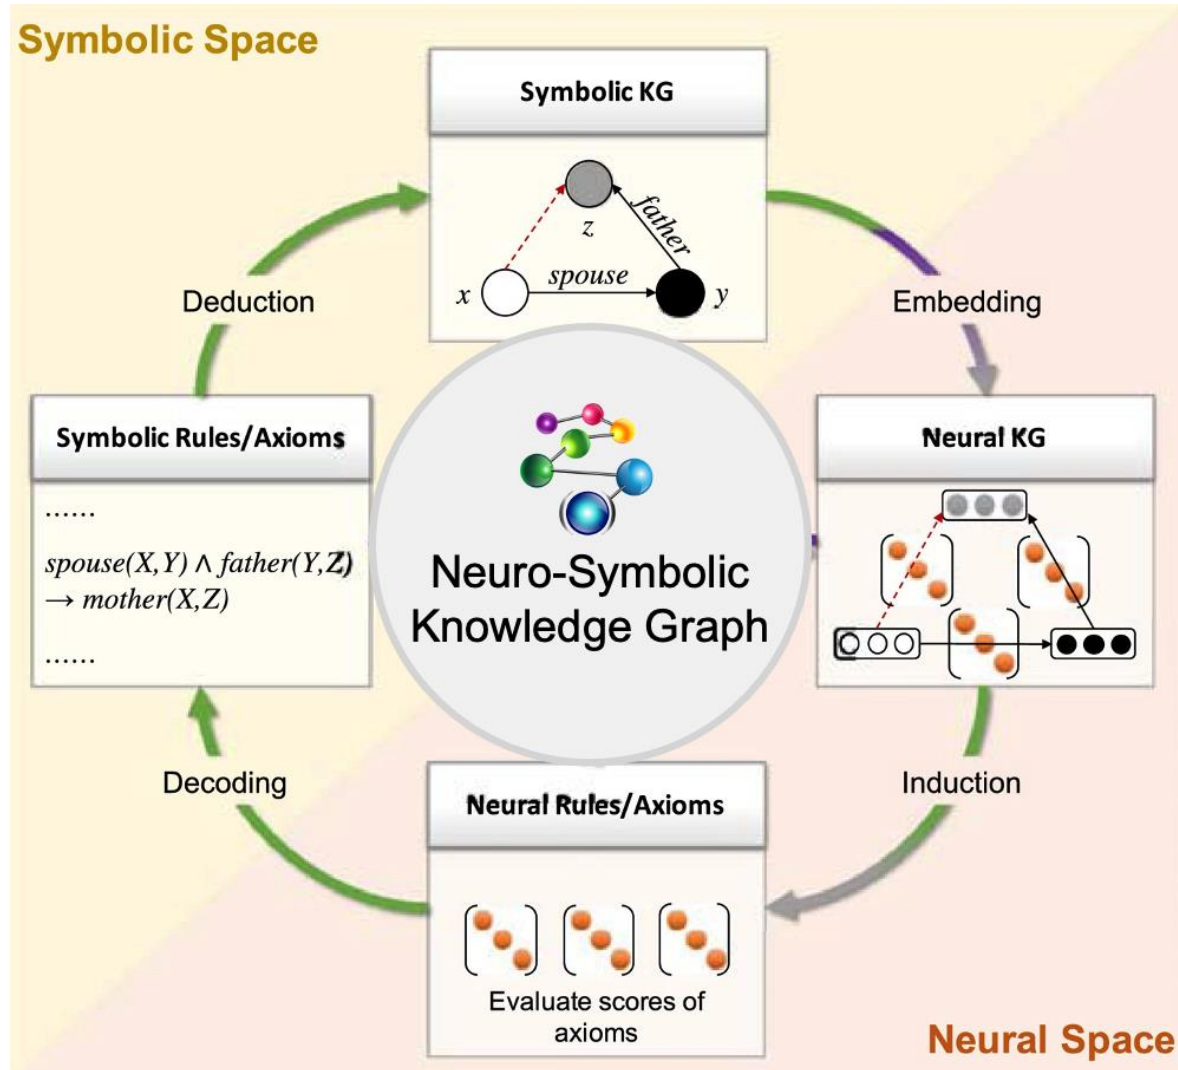 Symbolic Space
Symbolic KG
father
z
spouse
x
y
Deduction
Embedding
Symbolic Rules/Axioms
......
spouse(X,Y) ∧ father(Y,Z)
→ mother(X,Z)
......
Neural KG
Neuro-Symbolic
Knowledge Graph
Decoding
Induction
Neural Rules/Axioms
Evaluate scores of
axioms
Neural Space